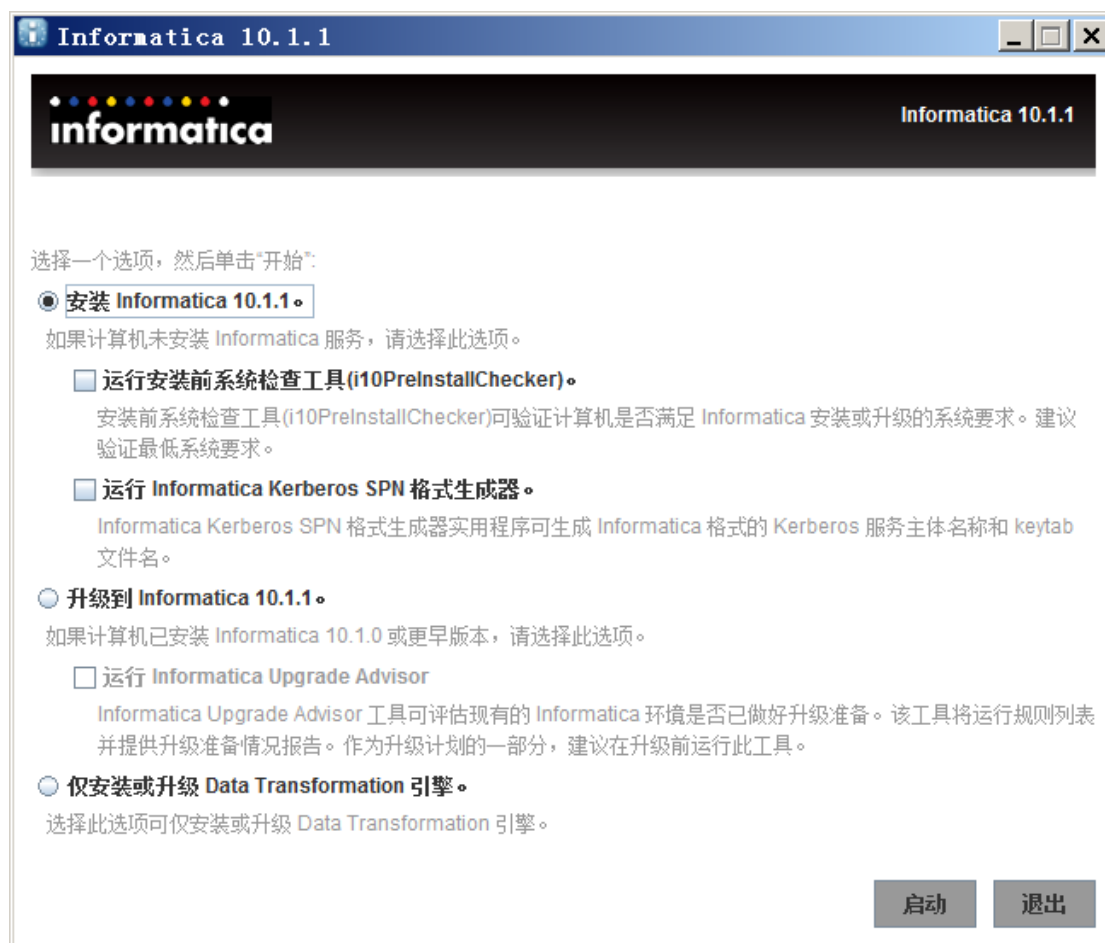 Informatica 10.1.1
informatica
Informatica 10.1.1
选择一个选项，然后单击“开始”:
安装 Informatica 10.1.1。
如果计算机未安装 Informatica 服务，请选择此选项。
运行安装前系统检查工具(i10PreInstallChecker)。
安装前系统检查工具(i10PreInstallChecker)可验证计算机是否满足 Informatica 安装或升级的系统要求。建议
验证最低系统要求。
运行 Informatica Kerberos SPN 格式生成器。
Informatica Kerberos SPN 格式生成器实用程序可生成 Informatica 格式的 Kerberos 服务主体名称和 keytab
文件名。
升级到 Informatica 10.1.1。
如果计算机已安装 Informatica 10.1.0 或更早版本，请选择此选项。
运行 Informatica Upgrade Advisor
Informatica Upgrade Advisor 工具可评估现有的 Informatica 环境是否已做好升级准备。该工具将运行规则列表
并提供升级准备情况报告。作为升级计划的一部分，建议在升级前运行此工具。
仅安装或升级 Data Transformation 引擎。
选择此选项可仅安装或升级 Data Transformation 引擎。
启动 退出